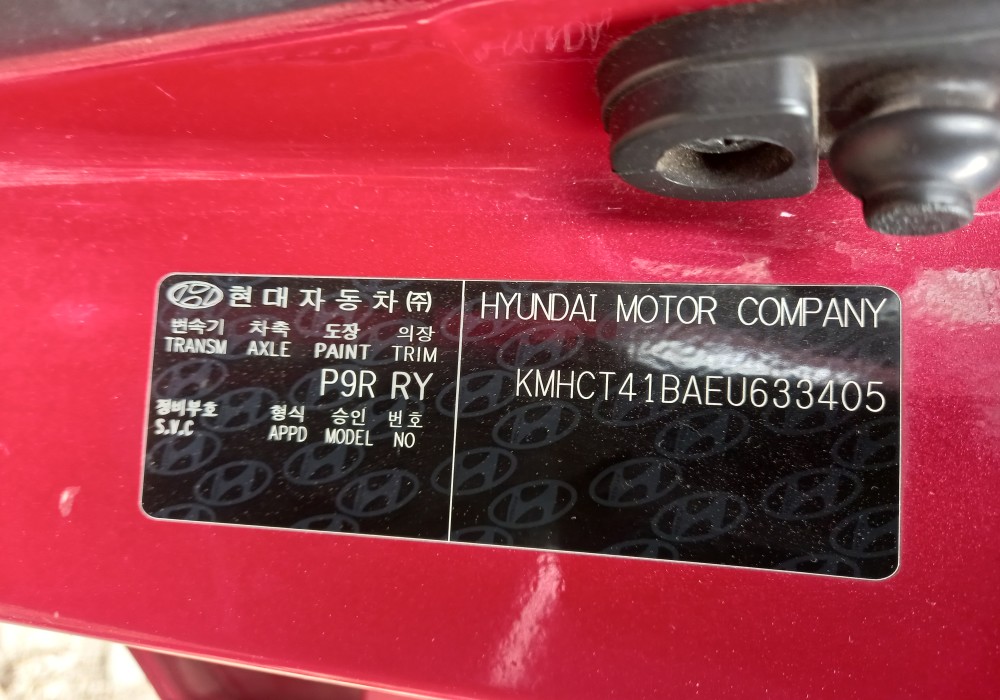 현대자동차㈜
변속기 차축 도장 의장
TRANSM AXLE PAINT TRIM
P9R RY
정비부호 형식 승인 번호
S.V.C APPD MODEL NO
HYUNDAI MOTOR COMPANY
KMHCT41BAEU633405